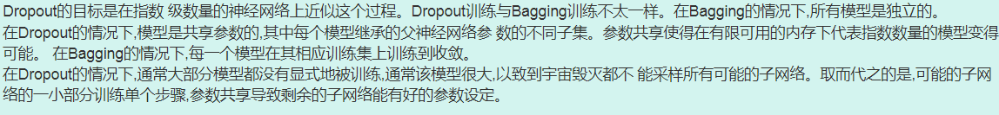 Dropout的目标是在指数 级数量的神经网络上近似这个过程。Dropout训练与Bagging训练不太一样。在Bagging的情况下,所有模型是独立的。
在Dropout的情况下,模型是共享参数的,其中每个模型继承的父神经网络参 数的不同子集。参数共享使得在有限可用的内存下代表指数数量的模型变得
可能。 在Bagging的情况下,每一个模型在其相应训练集上训练到收敛。
在Dropout的情况下,通常大部分模型都没有显式地被训练,通常该模型很大,以致到宇宙毁灭都不 能采样所有可能的子网络。取而代之的是,可能的子网
络的一小部分训练单个步骤,参数共享导致剩余的子网络能有好的参数设定。